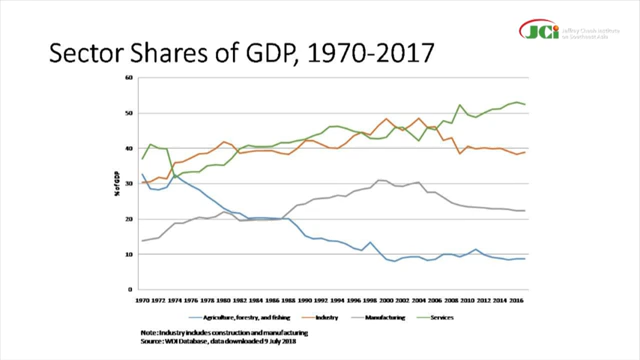 JCI
Jeffrey Cheah Institute
on Southeast Asia
Sector Shares of GDP, 1970-2017
60
50
40
30
20
10
0
% of GDP
1970 1972 1974 1976 1978 1980 1982 1984 1986 1988 1990 1992 1994 1996 1998 2000 2002 2004 2006 2008 2010 2012 2014 2016
Agriculture, forestry, and fishing Industry Manufacturing Services
Note: Industry includes construction and manufacturing
Source: WDI Database, data downloaded 9 July 2018